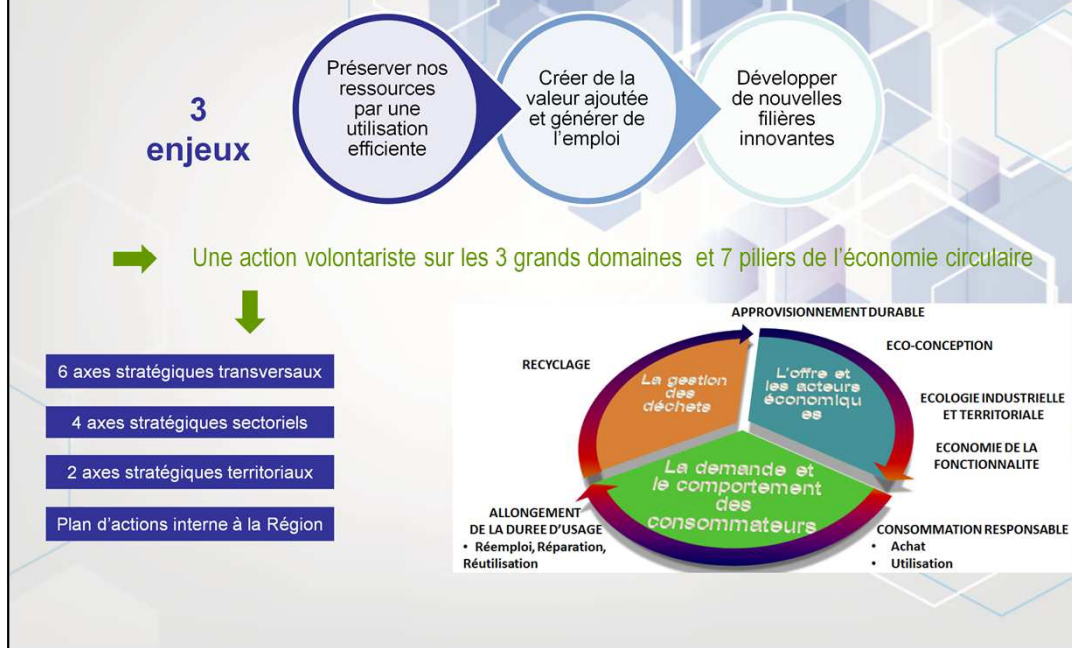 3
enjeux
Préserver nos
ressources
par une
utilisation
efficiente
Créer de la
valeur ajoutée
et générer de
l’emploi
Développer
de nouvelles
filières
innovantes
Une action volontariste sur les 3 grands domaines et 7 piliers de l’économie circulaire
6 axes stratégiques transversaux
4 axes stratégiques sectoriels
2 axes stratégiques territoriaux
Plan d’actions interne à la Région
APPROVISIONNEMENT DURABLE
ECO-CONCEPTION
ECOLOGIE INDUSTRIELLE
ET TERRITORIALE
ECONOMIE DE LA
FONCTIONNALITE
CONSOMMATION RESPONSABLE
• Achat
• Utilisation
ALLONGEMENT
DE LA DUREE D’USAGE
• Réemploi, Réparation,
Réutilisation
RECYCLAGE
La gestion
des
déchets
L'offre et
les acteurs
économiqu
es
La demande et
le comportement
des
consommateurs